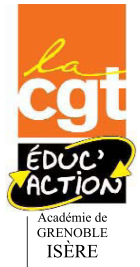 la
cgt
ÉDUC'
ACTION
Académie de
GRENOBLE
ISÈRE